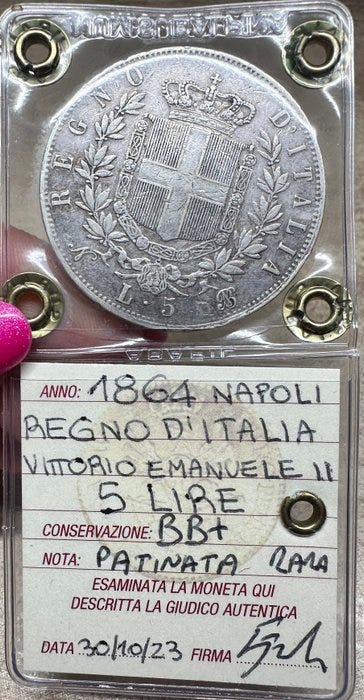 REGNO D'ITALIA
L · 5
ANNO: 1864 NAPOLI
REGNO D'ITALIA
VITTORIO EMANUELE II
5 LIRE
CONSERVAZIONE: BB+
NOTA: PATINATA RARA
ESAMINATA LA MONETA QUI
DESCRITTA LA GIUDICO AUTENTICA
DATA 30/10/23 FIRMA